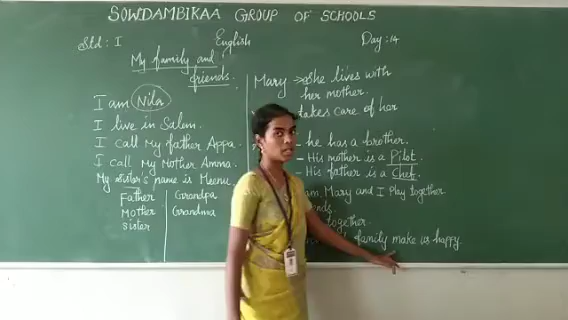 SOWDAMBIKAA GROUP OF SCHOOLS
Std : I
English
Day : 14
My family and
friends.
I am Nila
I live in Salem.
I call my father Appa.
I call my Mother Amma.
My sister's name is Meenu.
Father
Mother
Sister
Grandpa
Grandma
Mary → She lives with
her mother.
takes care of her
- he has a brother.
- His mother is a Pilot.
- His father is a Chef.
am, Mary and I Play together.
together.
family make us happy.